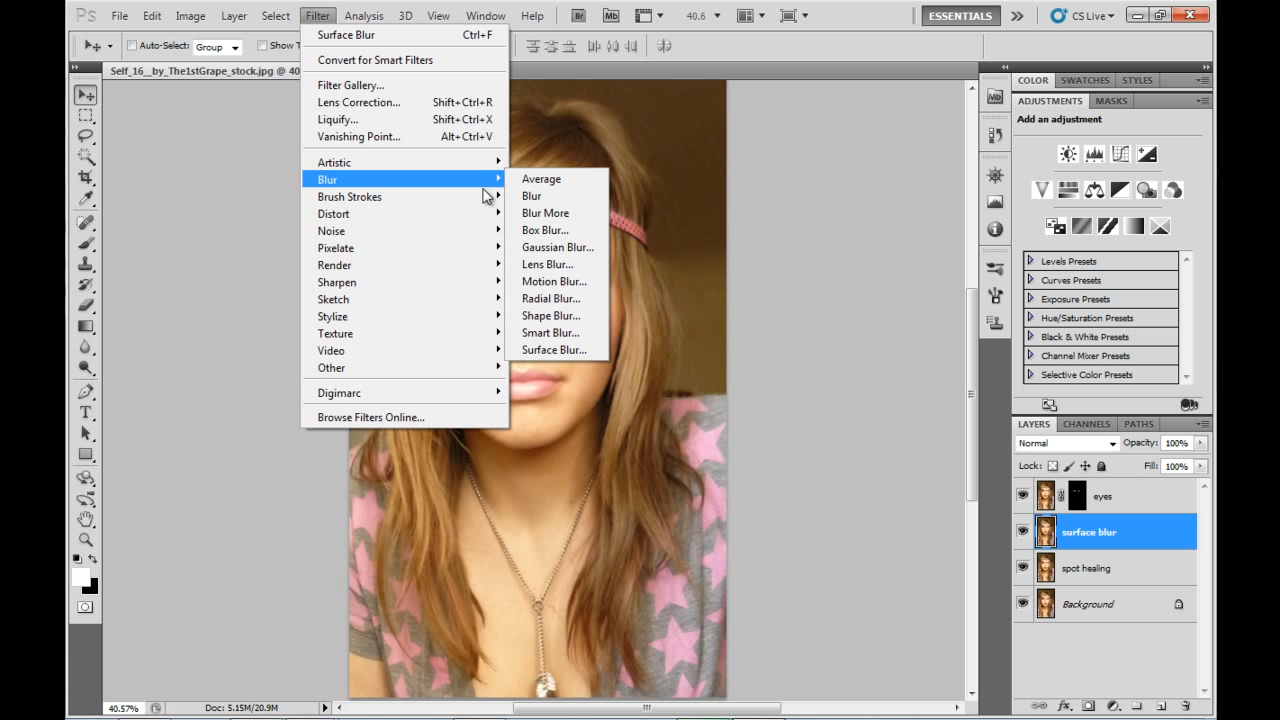 Ps File Edit Image Layer Select Filter Analysis 3D View Window Help Br Mb 40.6 ESSENTIALS CS Live
Auto-Select: Group Show T
Self_16__by_The1stGrape_stock.jpg @ 40
Surface Blur Ctrl+F
Convert for Smart Filters
Filter Gallery...
Lens Correction... Shift+Ctrl+R
Liquify... Shift+Ctrl+X
Vanishing Point... Alt+Ctrl+V
Artistic
Blur
Brush Strokes
Distort
Noise
Pixelate
Render
Sharpen
Sketch
Stylize
Texture
Video
Other
Digimarc
Browse Filters Online...
Average
Blur
Blur More
Box Blur...
Gaussian Blur...
Lens Blur...
Motion Blur...
Radial Blur...
Shape Blur...
Smart Blur...
Surface Blur...
Mb
COLOR SWATCHES STYLES
ADJUSTMENTS MASKS
Add an adjustment
Levels Presets
Curves Presets
Exposure Presets
Hue/Saturation Presets
Black & White Presets
Channel Mixer Presets
Selective Color Presets
LAYERS CHANNELS PATHS
Normal Opacity: 100%
Lock: Fill: 100%
eyes
surface blur
spot healing
Background
fx
40.57% Doc: 5.15M/20.9M